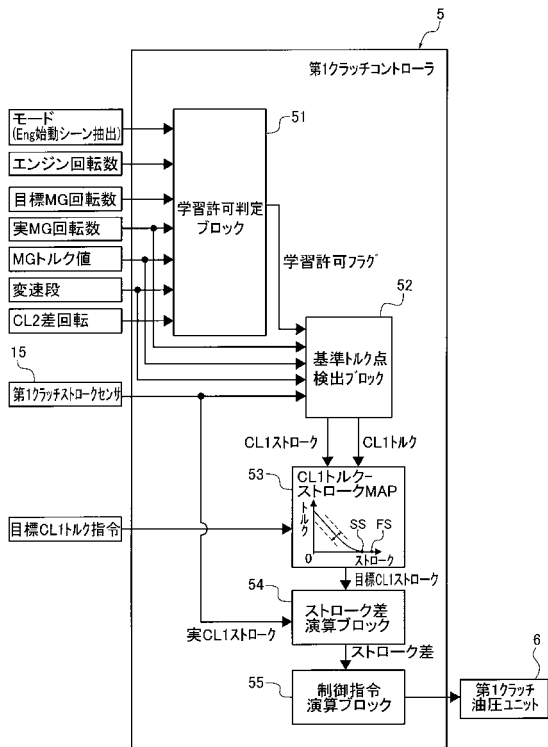 5
第1クラッチコントローラ
モード
(Eng始動シーン抽出)
エンジン回転数
目標MG回転数
実MG回転数
MGトルク値
変速段
CL2差回転
51
学習許可判定
ブロック
学習許可フラグ
52
基準トルク点
検出ブロック
15
第1クラッチストロークセンサ
CL1ストローク
CL1トルク
53
CL1トルク-
ストロークMAP
トルク
SS
FS
0
ストローク
目標CL1トルク指令
目標CL1ストローク
54
ストローク差
演算ブロック
実CL1ストローク
ストローク差
55
制御指令
演算ブロック
6
第1クラッチ
油圧ユニット